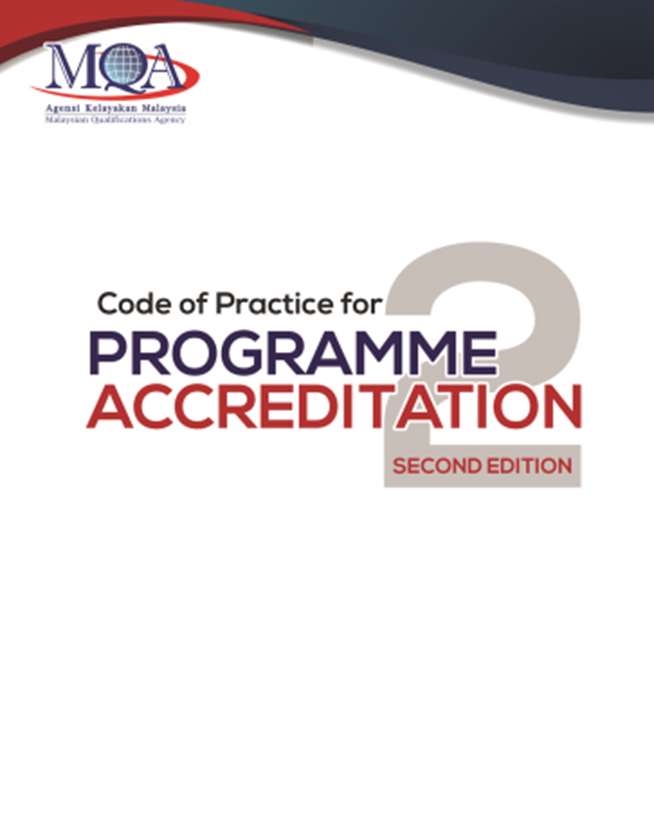 MQA
Agensi Kelayakan Malaysia
Malaysian Qualifications Agency
2
Code of Practice for
PROGRAMME
ACCREDITATION
SECOND EDITION